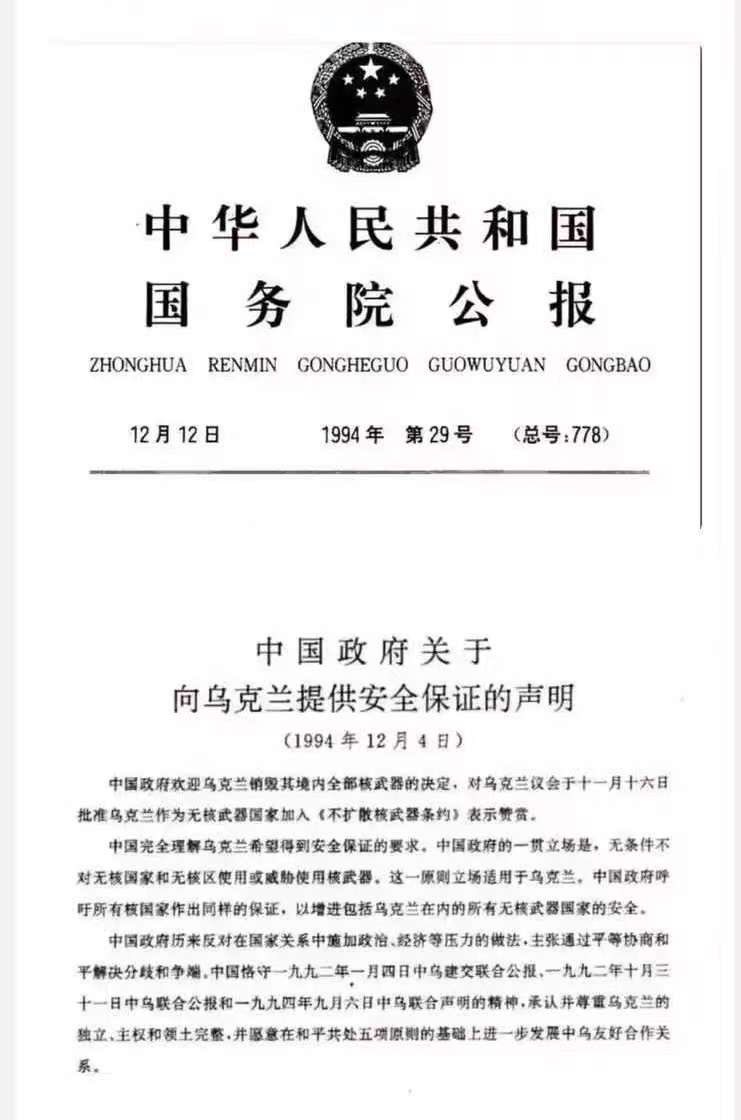 中华人民共和国
国务院公报
ZHONGHUA RENMIN GONGHEGUO GUOWUYUAN GONGBAO
12月12日 1994年 第29号 (总号:778)
中国政府关于
向乌克兰提供安全保证的声明
(1994年12月4日)
中国政府欢迎乌克兰销毁其境内全部核武器的决定，对乌克兰议会于十一月十六日
批准乌克兰作为无核武器国家加入《不扩散核武器条约》表示赞赏。
中国完全理解乌克兰希望得到安全保证的要求。中国政府的一贯立场是，无条件不
对无核国家和无核区使用或威胁使用核武器。这一原则立场适用于乌克兰。中国政府呼
吁所有核国家作出同样的保证，以增进包括乌克兰在内的所有无核武器国家的安全。
中国政府历来反对在国家关系中施加政治、经济等压力的做法，主张通过平等协商和
平解决分歧和争端。中国恪守一九九二年一月四日中乌建交联合公报、一九九二年十月三
十一日中乌联合公报和一九九四年九月六日中乌联合声明的精神，承认并尊重乌克兰的
独立、主权和领土完整，并愿意在和平共处五项原则的基础上进一步发展中乌友好合作关
系。